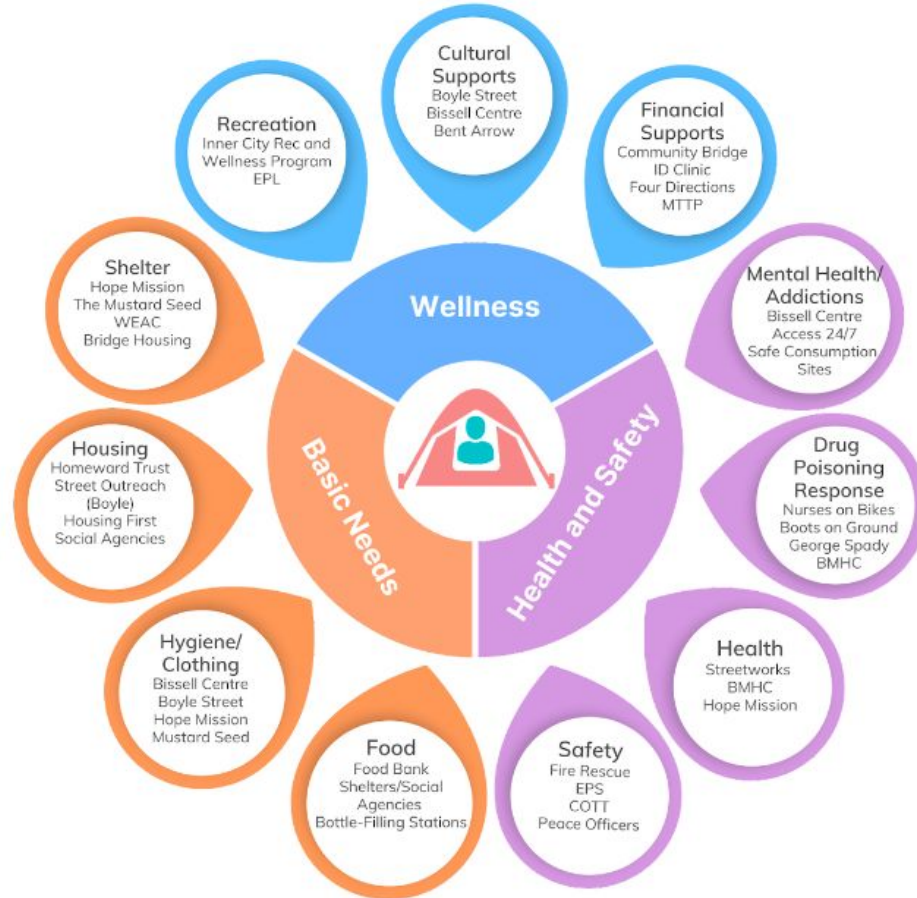 Cultural
Supports
Boyle Street
Bissell Centre
Bent Arrow
Financial
Supports
Community Bridge
ID Clinic
Four Directions
MTTP
Mental Health/
Addictions
Bissell Centre
Access 24/7
Safe Consumption
Sites
Drug
Poisoning
Response
Nurses on Bikes
Boots on Ground
George Spady
BMHC
Health
Streetworks
BMHC
Hope Mission
Safety
Fire Rescue
EPS
COTT
Peace Officers
Food
Food Bank
Shelters/Social
Agencies
Bottle-Filling Stations
Hygiene/
Clothing
Bissell Centre
Boyle Street
Hope Mission
Mustard Seed
Housing
Homeward Trust
Street Outreach
(Boyle)
Housing First
Social Agencies
Shelter
Hope Mission
The Mustard Seed
WEAC
Bridge Housing
Recreation
Inner City Rec and
Wellness Program
EPL
Wellness
Health and Safety
Basic Needs